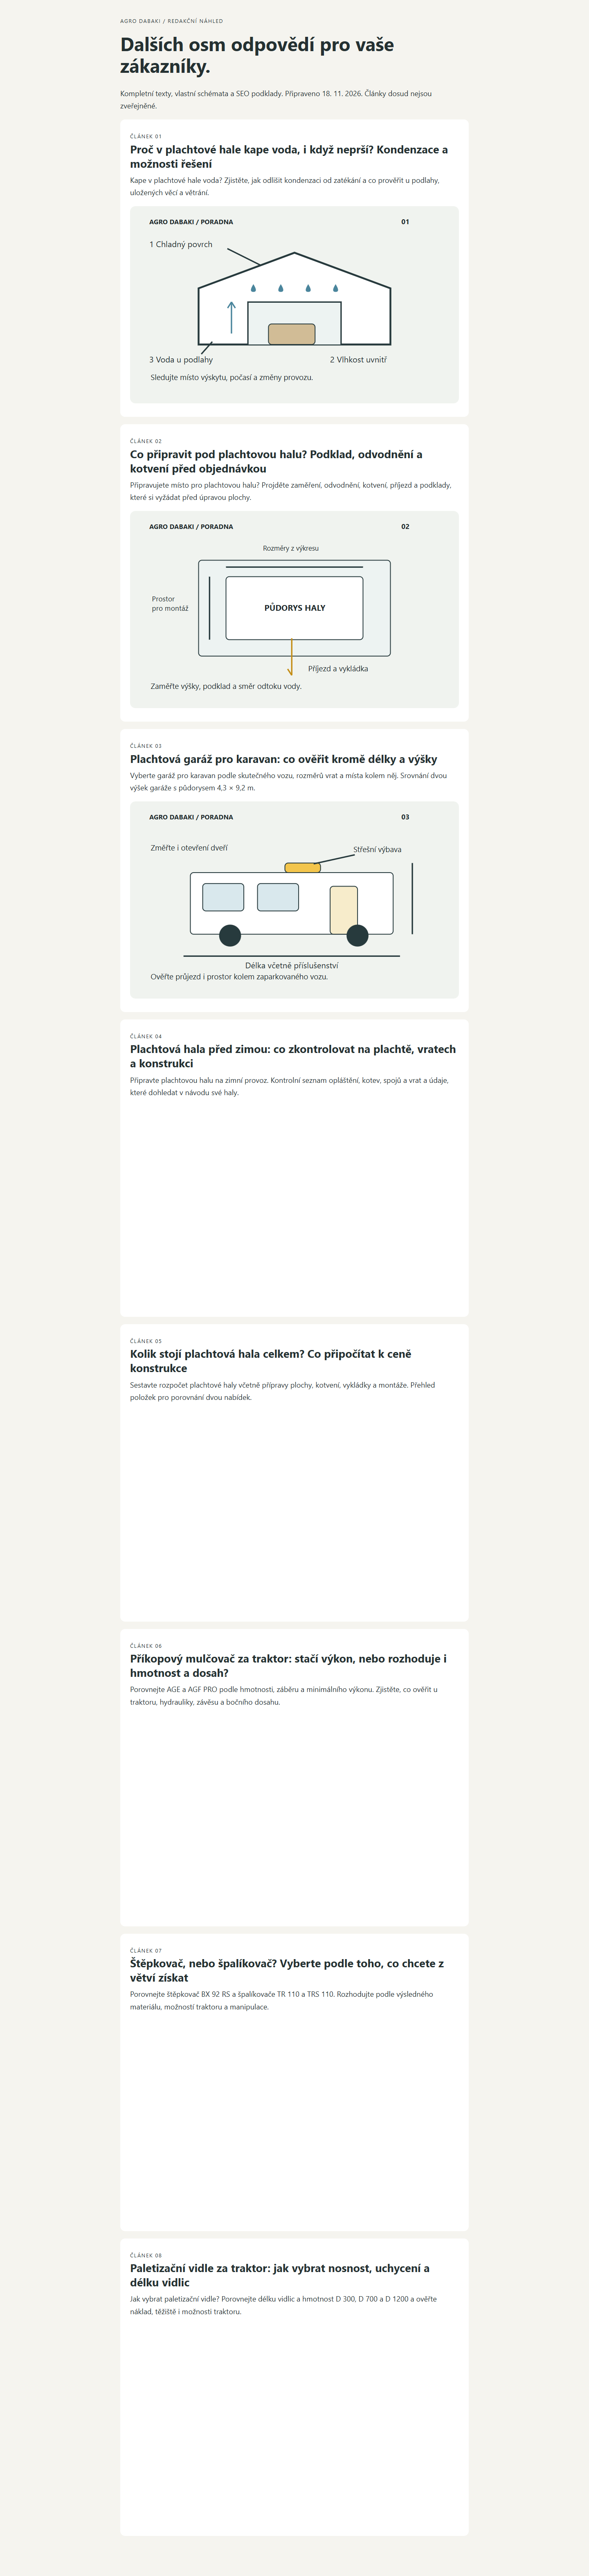 AGRO DABAKI / REDAKČNÍ NÁHLED
Dalších osm odpovědí pro vaše
zákazníky.
Kompletní texty, vlastní schémata a SEO podklady. Připraveno 18. 11. 2026. Články dosud nejsou
zveřejněné.
ČLÁNEK 01
Proč v plachtové hale kape voda, i když neprší? Kondenzace a
možnosti řešení
Kape v plachtové hale voda? Zjistěte, jak odlišit kondenzaci od zatékání a co prověřit u podlahy,
uložených věcí a větrání.
AGRO DABAKI / PORADNA
01
1 Chladný povrch
3 Voda u podlahy
2 Vlhkost uvnitř
Sledujte místo výskytu, počasí a změny provozu.
ČLÁNEK 02
Co připravit pod plachtovou halu? Podklad, odvodnění a
kotvení před objednávkou
Připravujete místo pro plachtovou halu? Projděte zaměření, odvodnění, kotvení, příjezd a podklady,
které si vyžádat před úpravou plochy.
AGRO DABAKI / PORADNA
02
Rozměry z výkresu
Prostor
pro montáž
PŮDORYS HALY
Příjezd a vykládka
Zaměřte výšky, podklad a směr odtoku vody.
ČLÁNEK 03
Plachtová garáž pro karavan: co ověřit kromě délky a výšky
Vyberte garáž pro karavan podle skutečného vozu, rozměrů vrat a místa kolem něj. Srovnání dvou
výšek garáže s půdorysem 4,3 × 9,2 m.
AGRO DABAKI / PORADNA
03
Změřte i otevření dveří
Střešní výbava
Délka včetně příslušenství
Ověřte průjezd i prostor kolem zaparkovaného vozu.
ČLÁNEK 04
Plachtová hala před zimou: co zkontrolovat na plachtě, vratech
a konstrukci
Připravte plachtovou halu na zimní provoz. Kontrolní seznam opláštění, kotev, spojů a vrat a údaje,
které dohledat v návodu své haly.
ČLÁNEK 05
Kolik stojí plachtová hala celkem? Co připočítat k ceně
konstrukce
Sestavte rozpočet plachtové haly včetně přípravy plochy, kotvení, vykládky a montáže. Přehled
položek pro porovnání dvou nabídek.
ČLÁNEK 06
Příkopový mulčovač za traktor: stačí výkon, nebo rozhoduje i
hmotnost a dosah?
Porovnejte AGE a AGF PRO podle hmotnosti, záběru a minimálního výkonu. Zjistěte, co ověřit u
traktoru, hydrauliky, závěsu a bočního dosahu.
ČLÁNEK 07
Štěpkovač, nebo špalíkovač? Vyberte podle toho, co chcete z
větví získat
Porovnejte štěpkovač BX 92 RS a špalíkovače TR 110 a TRS 110. Rozhodujte podle výsledného
materiálu, možností traktoru a manipulace.
ČLÁNEK 08
Paletizační vidle za traktor: jak vybrat nosnost, uchycení a
délku vidlic
Jak vybrat paletizační vidle? Porovnejte délku vidlic a hmotnost D 300, D 700 a D 1200 a ověřte
náklad, těžiště i možnosti traktoru.